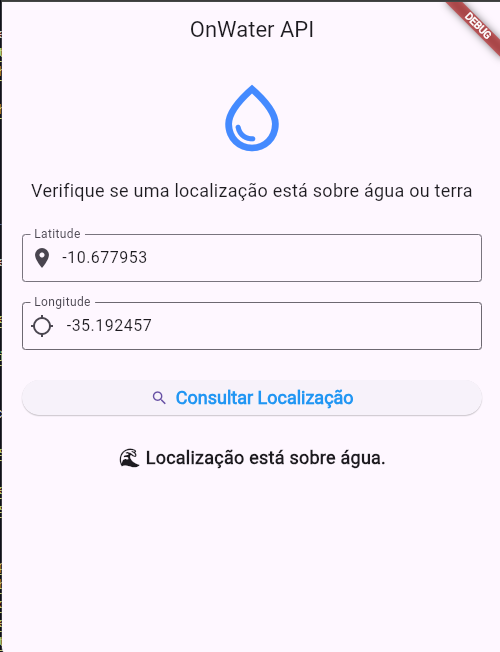 OnWater API
DEBUG
Verifique se uma localização está sobre água ou terra
Latitude
-10.677953
Longitude
-35.192457
Consultar Localização
🌊 Localização está sobre água.